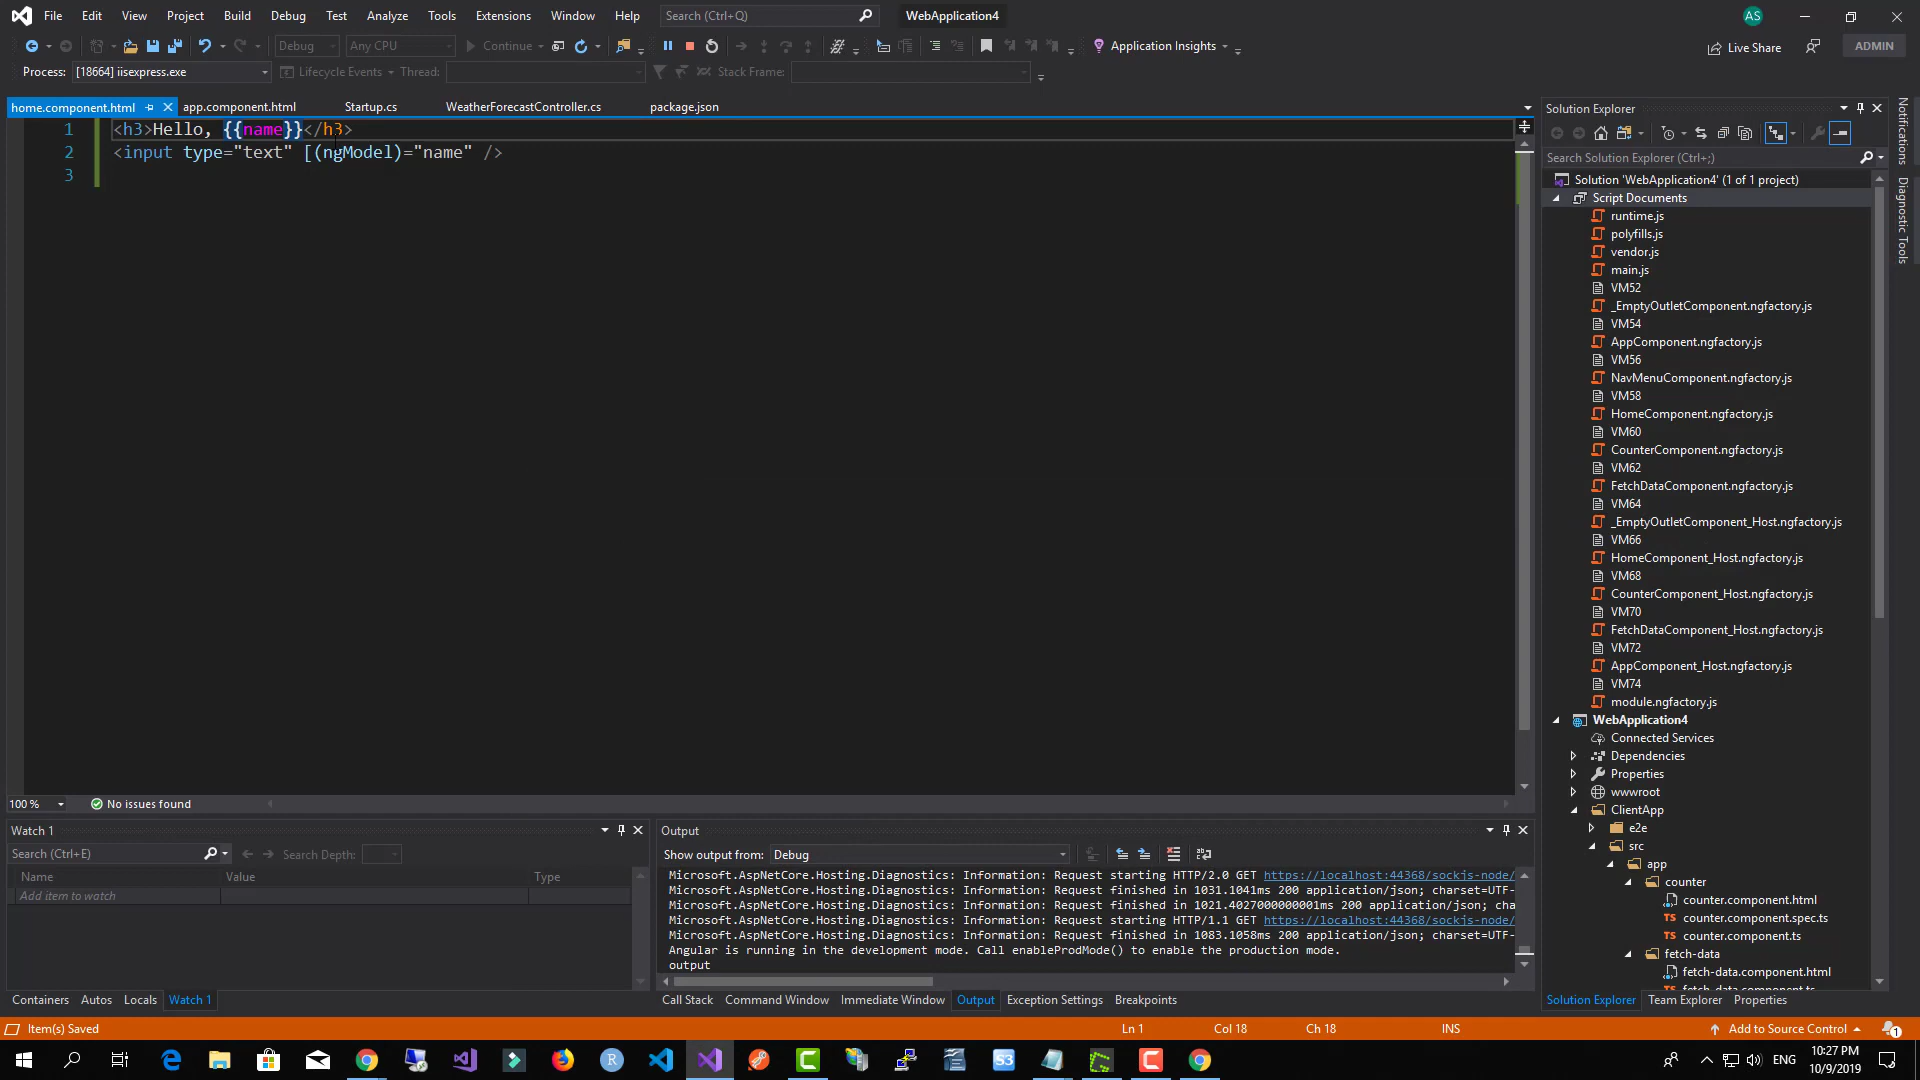 File Edit View Project Build Debug Test Analyze Tools Extensions Window Help Search (Ctrl+Q) WebApplication4 AS
Debug Any CPU Continue Application Insights Live Share ADMIN
Process: [18664] iisexpress.exe Lifecycle Events Thread: Stack Frame:
home.component.html app.component.html Startup.cs WeatherForecastController.cs package.json
1 <h3>Hello, {{name}}</h3>
2 <input type="text" [(ngModel)="name" />
3
100 % No issues found
Solution Explorer
Search Solution Explorer (Ctrl+;)
Solution 'WebApplication4' (1 of 1 project)
Script Documents
runtime.js
polyfills.js
vendor.js
main.js
VM52
_EmptyOutletComponent.ngfactory.js
VM54
AppComponent.ngfactory.js
VM56
NavMenuComponent.ngfactory.js
VM58
HomeComponent.ngfactory.js
VM60
CounterComponent.ngfactory.js
VM62
FetchDataComponent.ngfactory.js
VM64
_EmptyOutletComponent_Host.ngfactory.js
VM66
HomeComponent_Host.ngfactory.js
VM68
CounterComponent_Host.ngfactory.js
VM70
FetchDataComponent_Host.ngfactory.js
VM72
AppComponent_Host.ngfactory.js
VM74
module.ngfactory.js
WebApplication4
Connected Services
Dependencies
Properties
wwwroot
ClientApp
e2e
src
app
counter
counter.component.html
counter.component.spec.ts
counter.component.ts
fetch-data
fetch-data.component.html
fetch-data.component.ts
Solution Explorer Team Explorer Properties
Notifications
Diagnostic Tools
Watch 1
Search (Ctrl+E) Search Depth:
Name Value Type
Add item to watch
Containers Autos Locals Watch 1
Output
Show output from: Debug
Microsoft.AspNetCore.Hosting.Diagnostics: Information: Request starting HTTP/2.0 GET https://localhost:44368/sockjs-node/
Microsoft.AspNetCore.Hosting.Diagnostics: Information: Request finished in 1031.1041ms 200 application/json; charset=UTF-
Microsoft.AspNetCore.Hosting.Diagnostics: Information: Request finished in 1021.4027000000001ms 200 application/json; cha
Microsoft.AspNetCore.Hosting.Diagnostics: Information: Request starting HTTP/1.1 GET https://localhost:44368/sockjs-node/
Microsoft.AspNetCore.Hosting.Diagnostics: Information: Request finished in 1083.1058ms 200 application/json; charset=UTF-
Angular is running in the development mode. Call enableProdMode() to enable the production mode.
output
Call Stack Command Window Immediate Window Output Exception Settings Breakpoints
Item(s) Saved Ln 1 Col 18 Ch 18 INS Add to Source Control 1
R S3 ENG 10:27 PM
10/9/2019